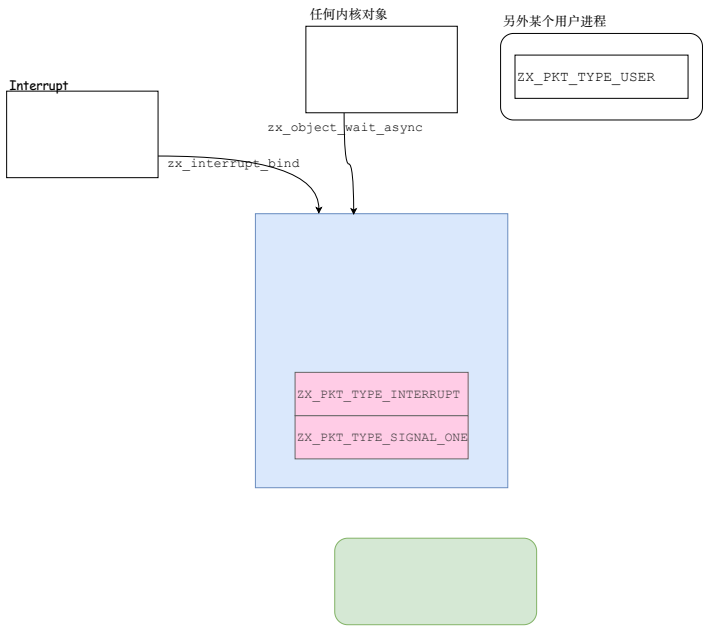 任何内核对象
另外某个用户进程
ZX_PKT_TYPE_USER
Interrupt
zx_object_wait_async
zx_interrupt_bind
ZX_PKT_TYPE_INTERRUPT
ZX_PKT_TYPE_SIGNAL_ONE